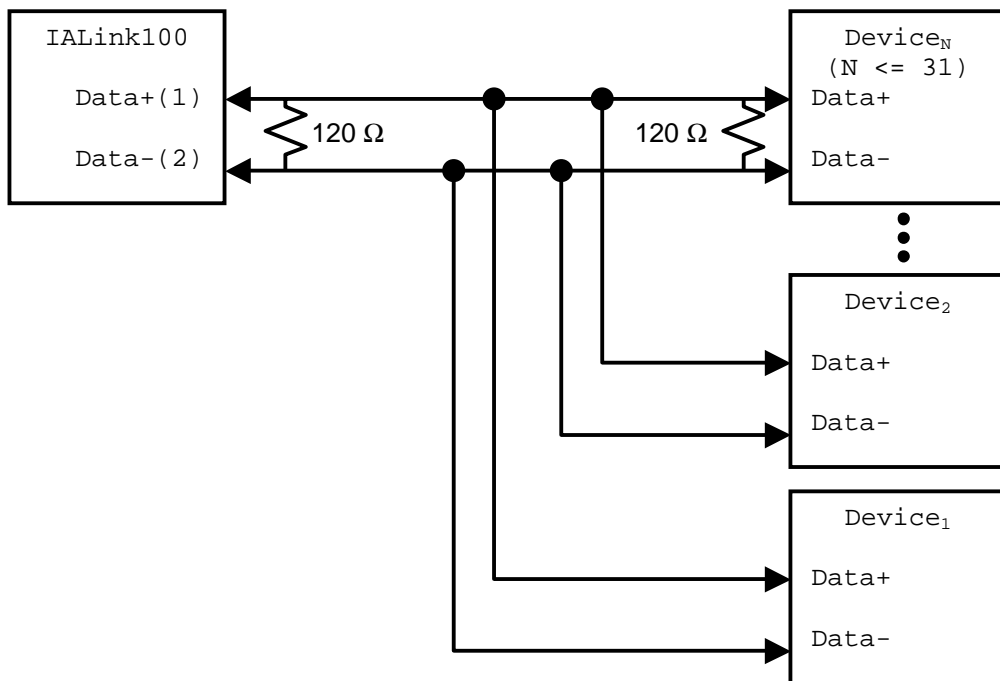 IALink100
Data+(1)
Data-(2)
120 Ω
120 Ω
DeviceN
(N <= 31)
Data+
Data-
Device2
Data+
Data-
Device1
Data+
Data-